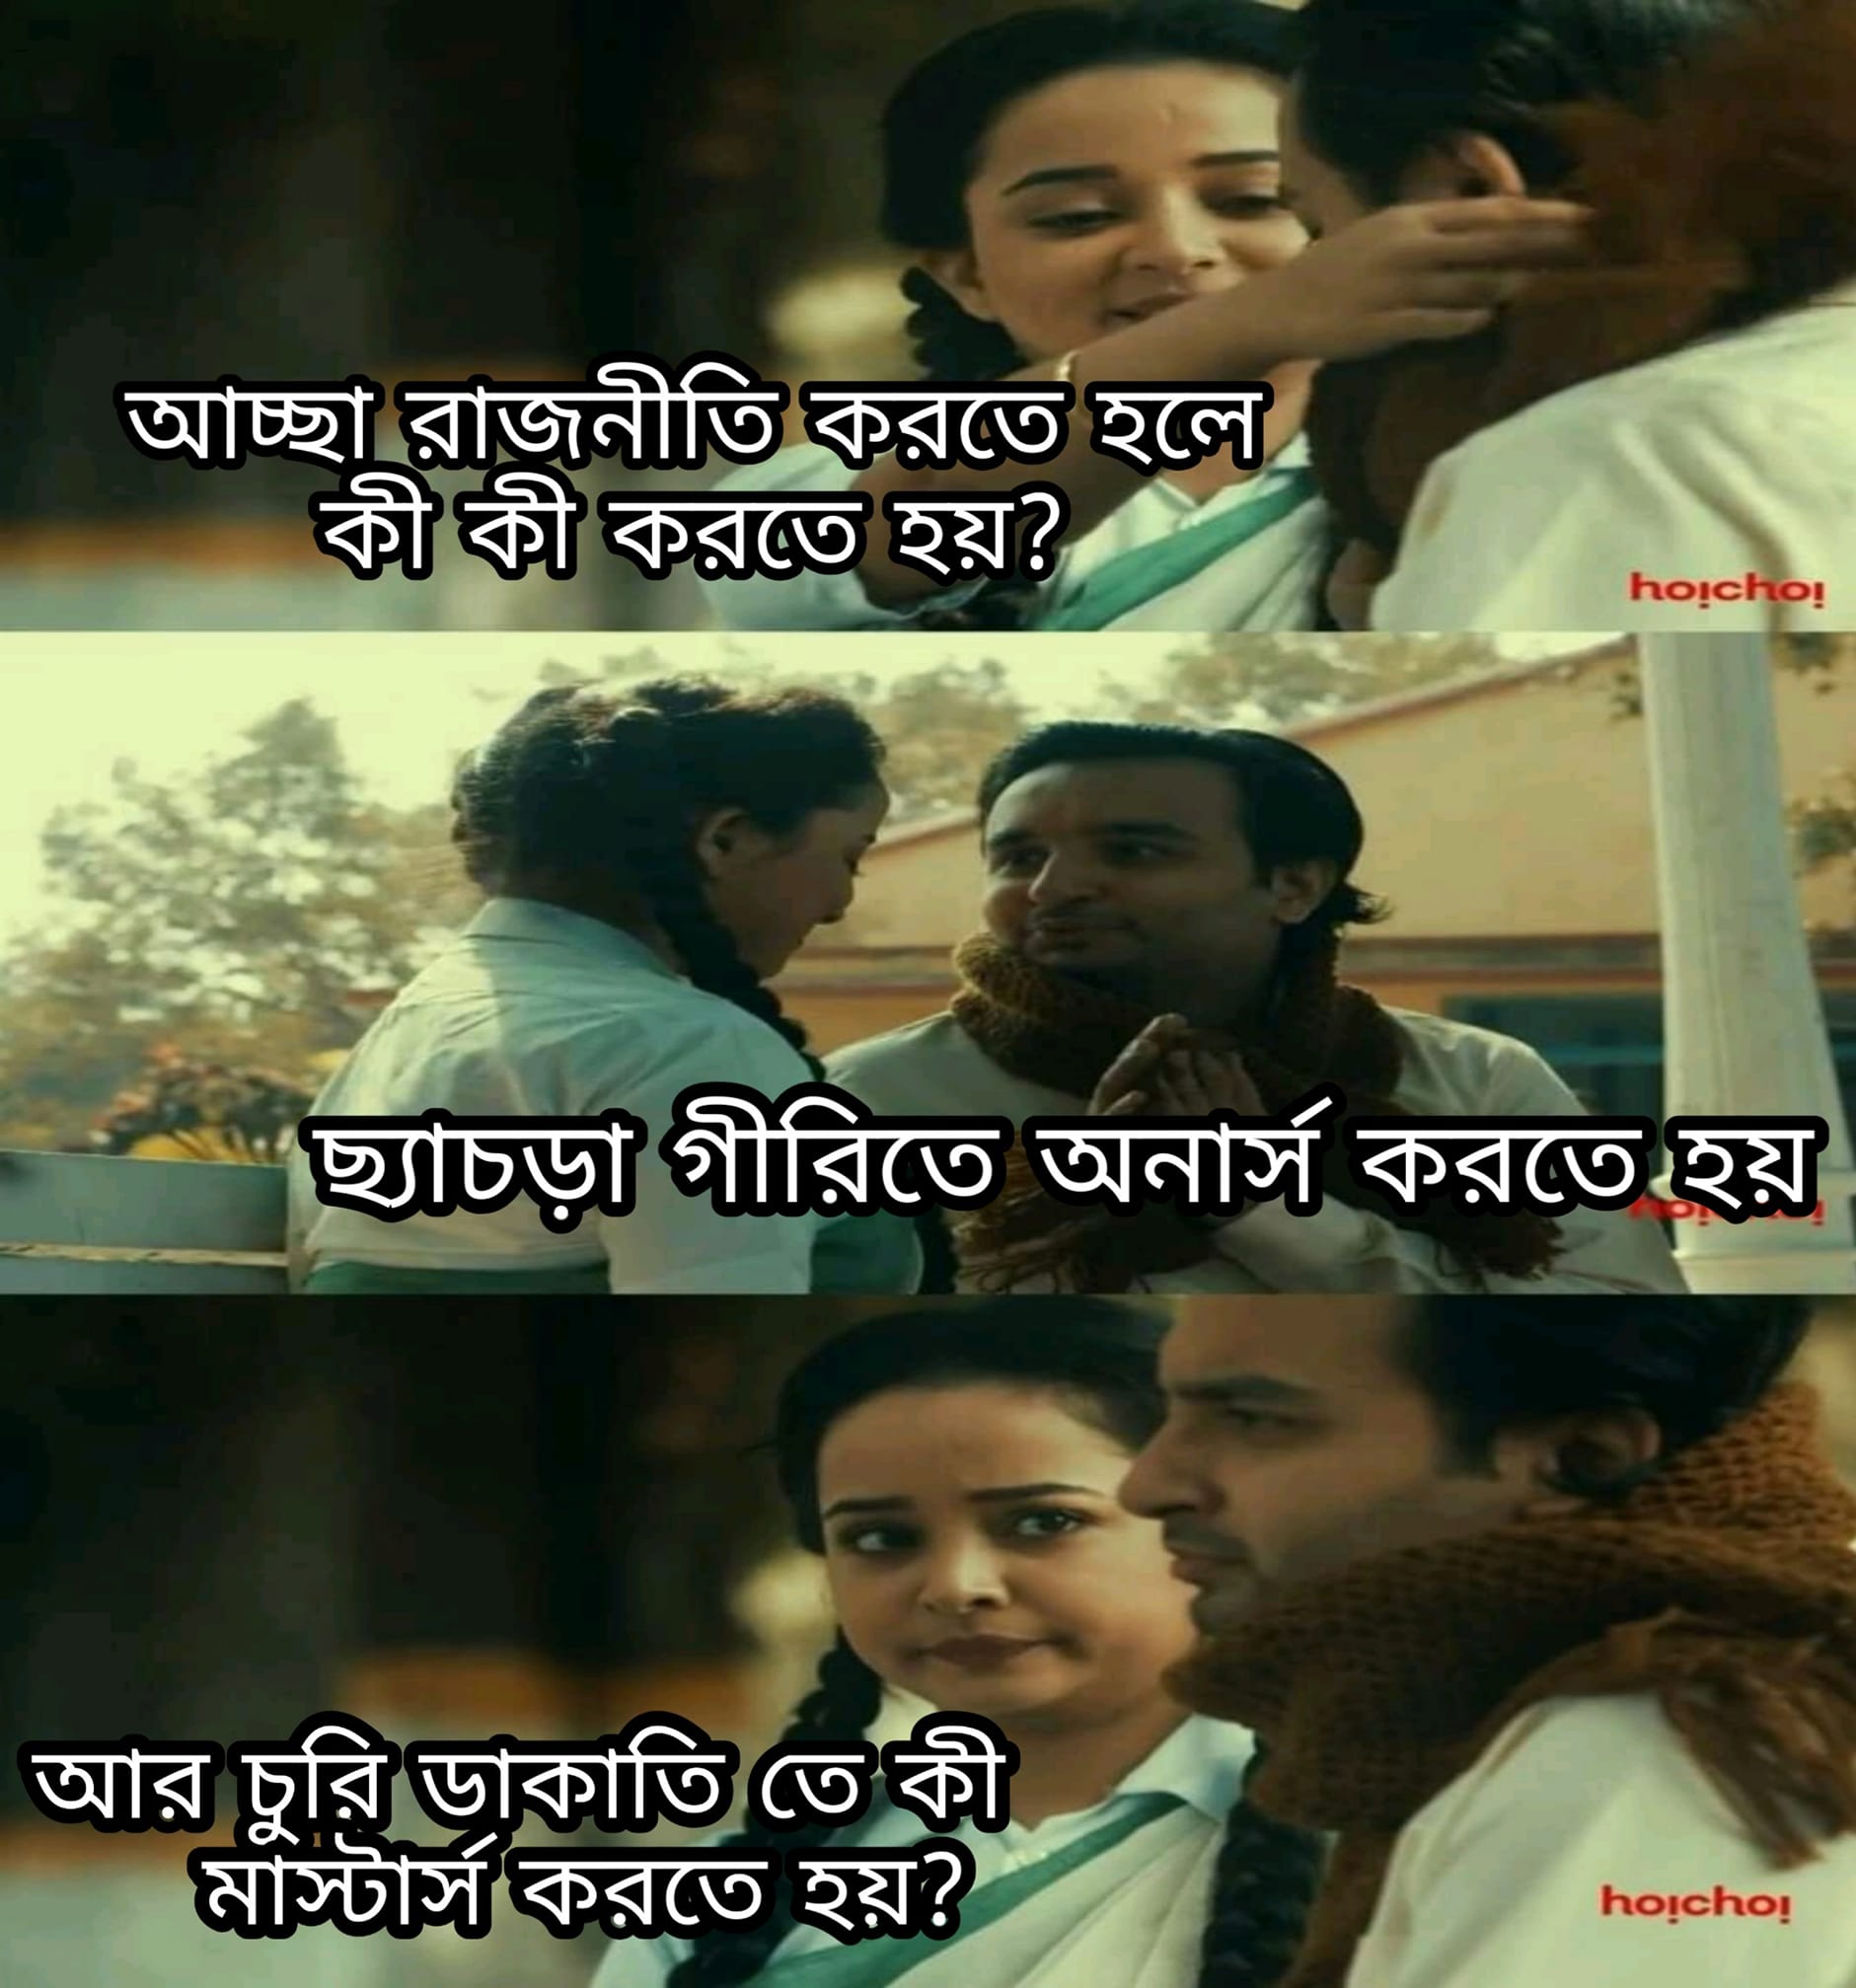 আচ্ছা রাজনীতি করতে হলে
কী কী করতে হয়?
hoichoi
ছ্যাচড়া গীরিতে অনার্স করতে হয়
আর চুরি ডাকাতি তে কী
মাস্টার্স করতে হয়?
hoichoi